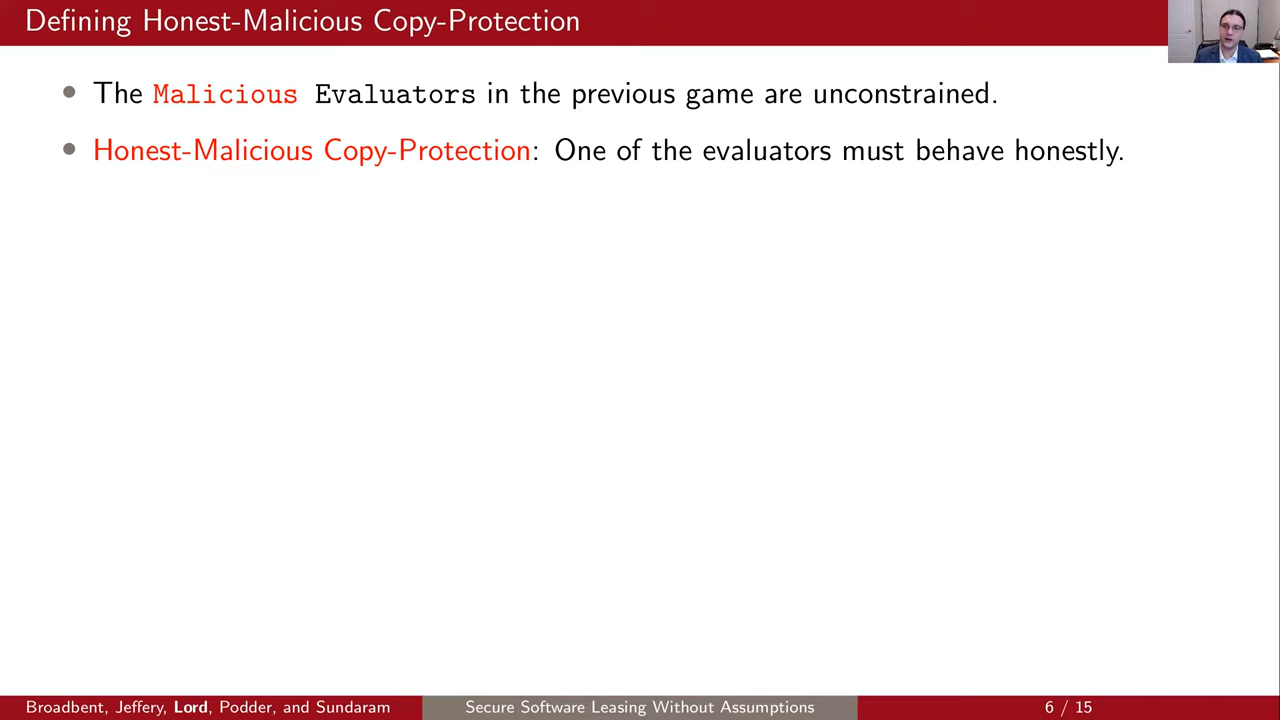 Defining Honest-Malicious Copy-Protection
• The Malicious Evaluators in the previous game are unconstrained.
• Honest-Malicious Copy-Protection: One of the evaluators must behave honestly.
Broadbent, Jeffery, Lord, Podder, and Sundaram
Secure Software Leasing Without Assumptions
6 / 15